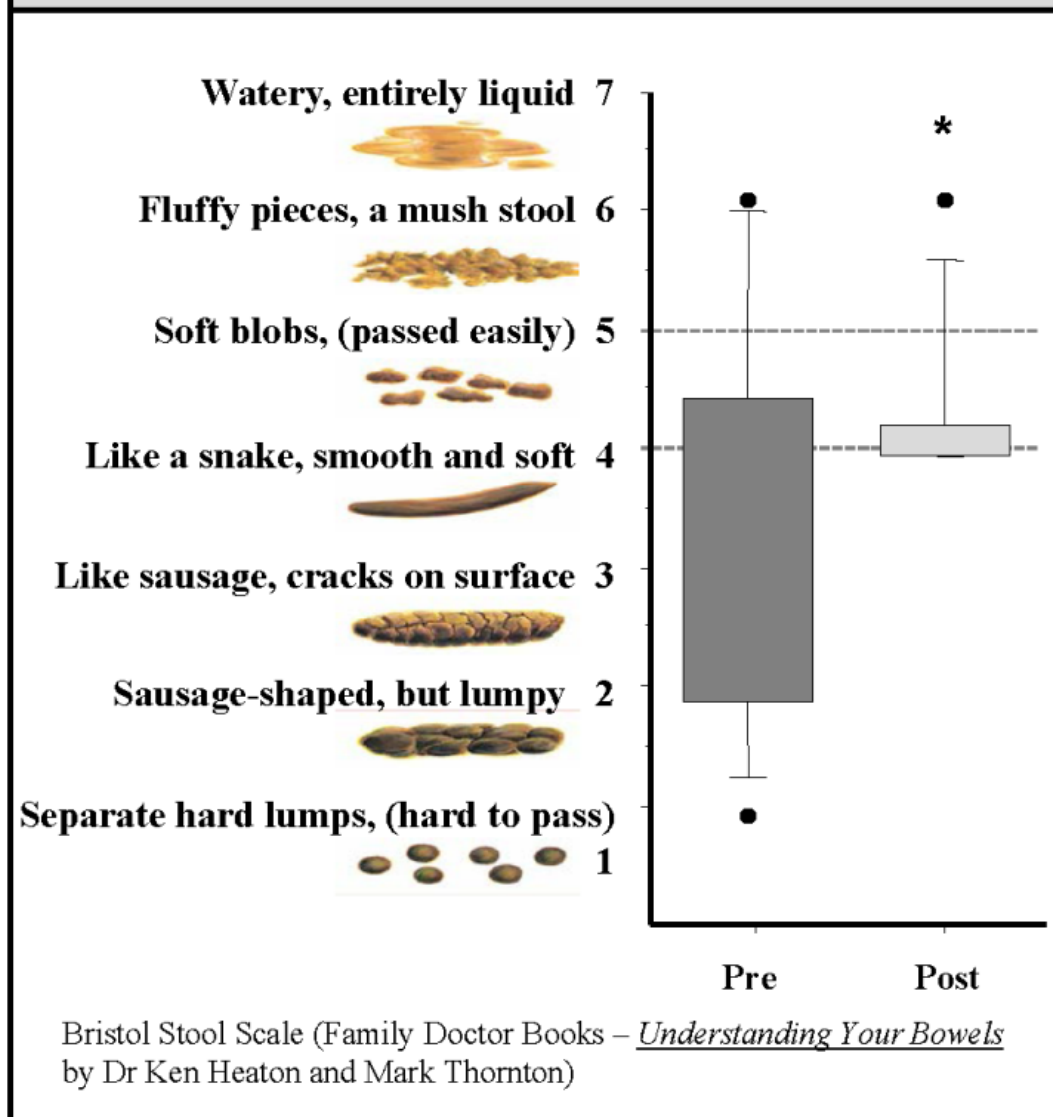 Watery, entirely liquid 7
*
Fluffy pieces, a mush stool 6
Soft blobs, (passed easily) 5
Like a snake, smooth and soft 4
Like sausage, cracks on surface 3
Sausage-shaped, but lumpy 2
Separate hard lumps, (hard to pass)
1
Pre Post
Bristol Stool Scale (Family Doctor Books – Understanding Your Bowels
by Dr Ken Heaton and Mark Thornton)